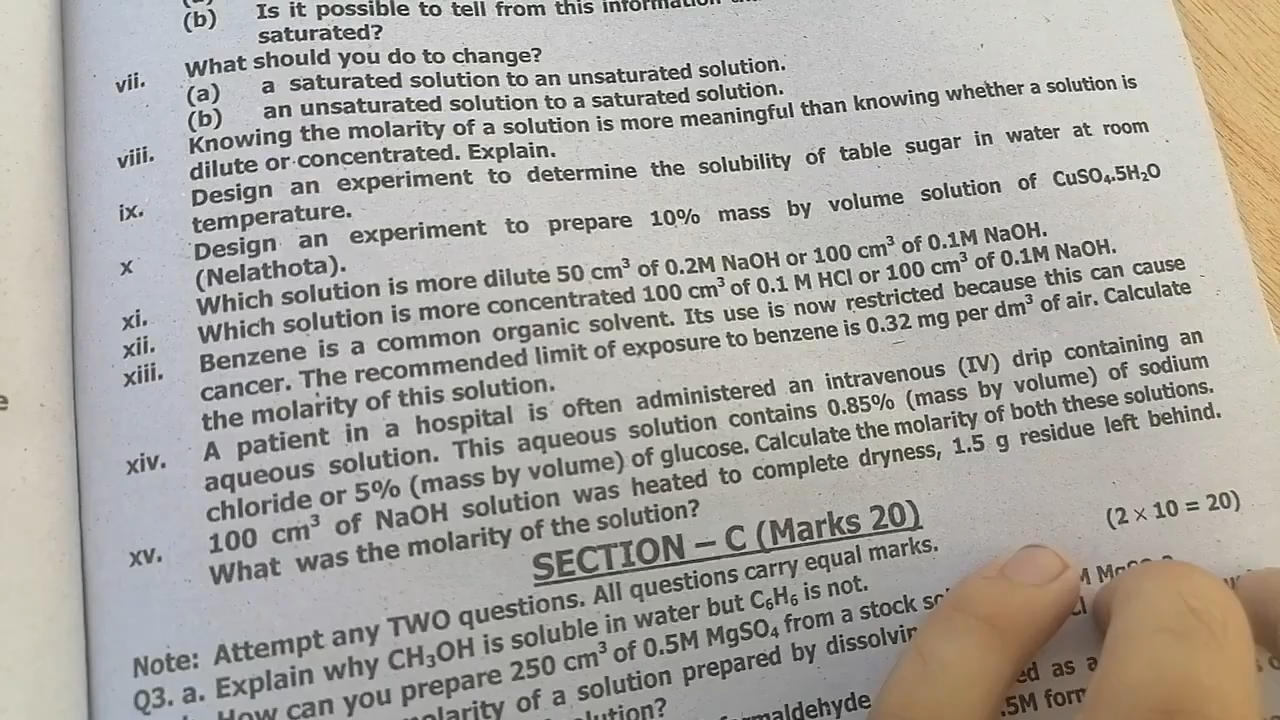 (b) Is it possible to tell from this information
saturated?
vii. What should you do to change?
(a) a saturated solution to an unsaturated solution.
(b) an unsaturated solution to a saturated solution.
viii. Knowing the molarity of a solution is more meaningful than knowing whether a solution is
dilute or concentrated. Explain.
ix. Design an experiment to determine the solubility of table sugar in water at room
temperature.
x Design an experiment to prepare 10% mass by volume solution of CuSO₄.5H₂O
(Nelathota).
xi. Which solution is more dilute 50 cm³ of 0.2M NaOH or 100 cm³ of 0.1M NaOH.
xii. Which solution is more concentrated 100 cm³ of 0.1 M HCl or 100 cm³ of 0.1M NaOH.
xiii. Benzene is a common organic solvent. Its use is now restricted because this can cause
cancer. The recommended limit of exposure to benzene is 0.32 mg per dm³ of air. Calculate
the molarity of this solution.
xiv. A patient in a hospital is often administered an intravenous (IV) drip containing an
aqueous solution. This aqueous solution contains 0.85% (mass by volume) of sodium
chloride or 5% (mass by volume) of glucose. Calculate the molarity of both these solutions.
xv. 100 cm³ of NaOH solution was heated to complete dryness, 1.5 g residue left behind.
What was the molarity of the solution?
SECTION – C (Marks 20)
(2 × 10 = 20)
Note: Attempt any TWO questions. All questions carry equal marks.
Q3. a. Explain why CH₃OH is soluble in water but C₆H₆ is not.
How can you prepare 250 cm³ of 0.5M MgSO₄ from a stock
of a solution prepared by
ed as a
.5M